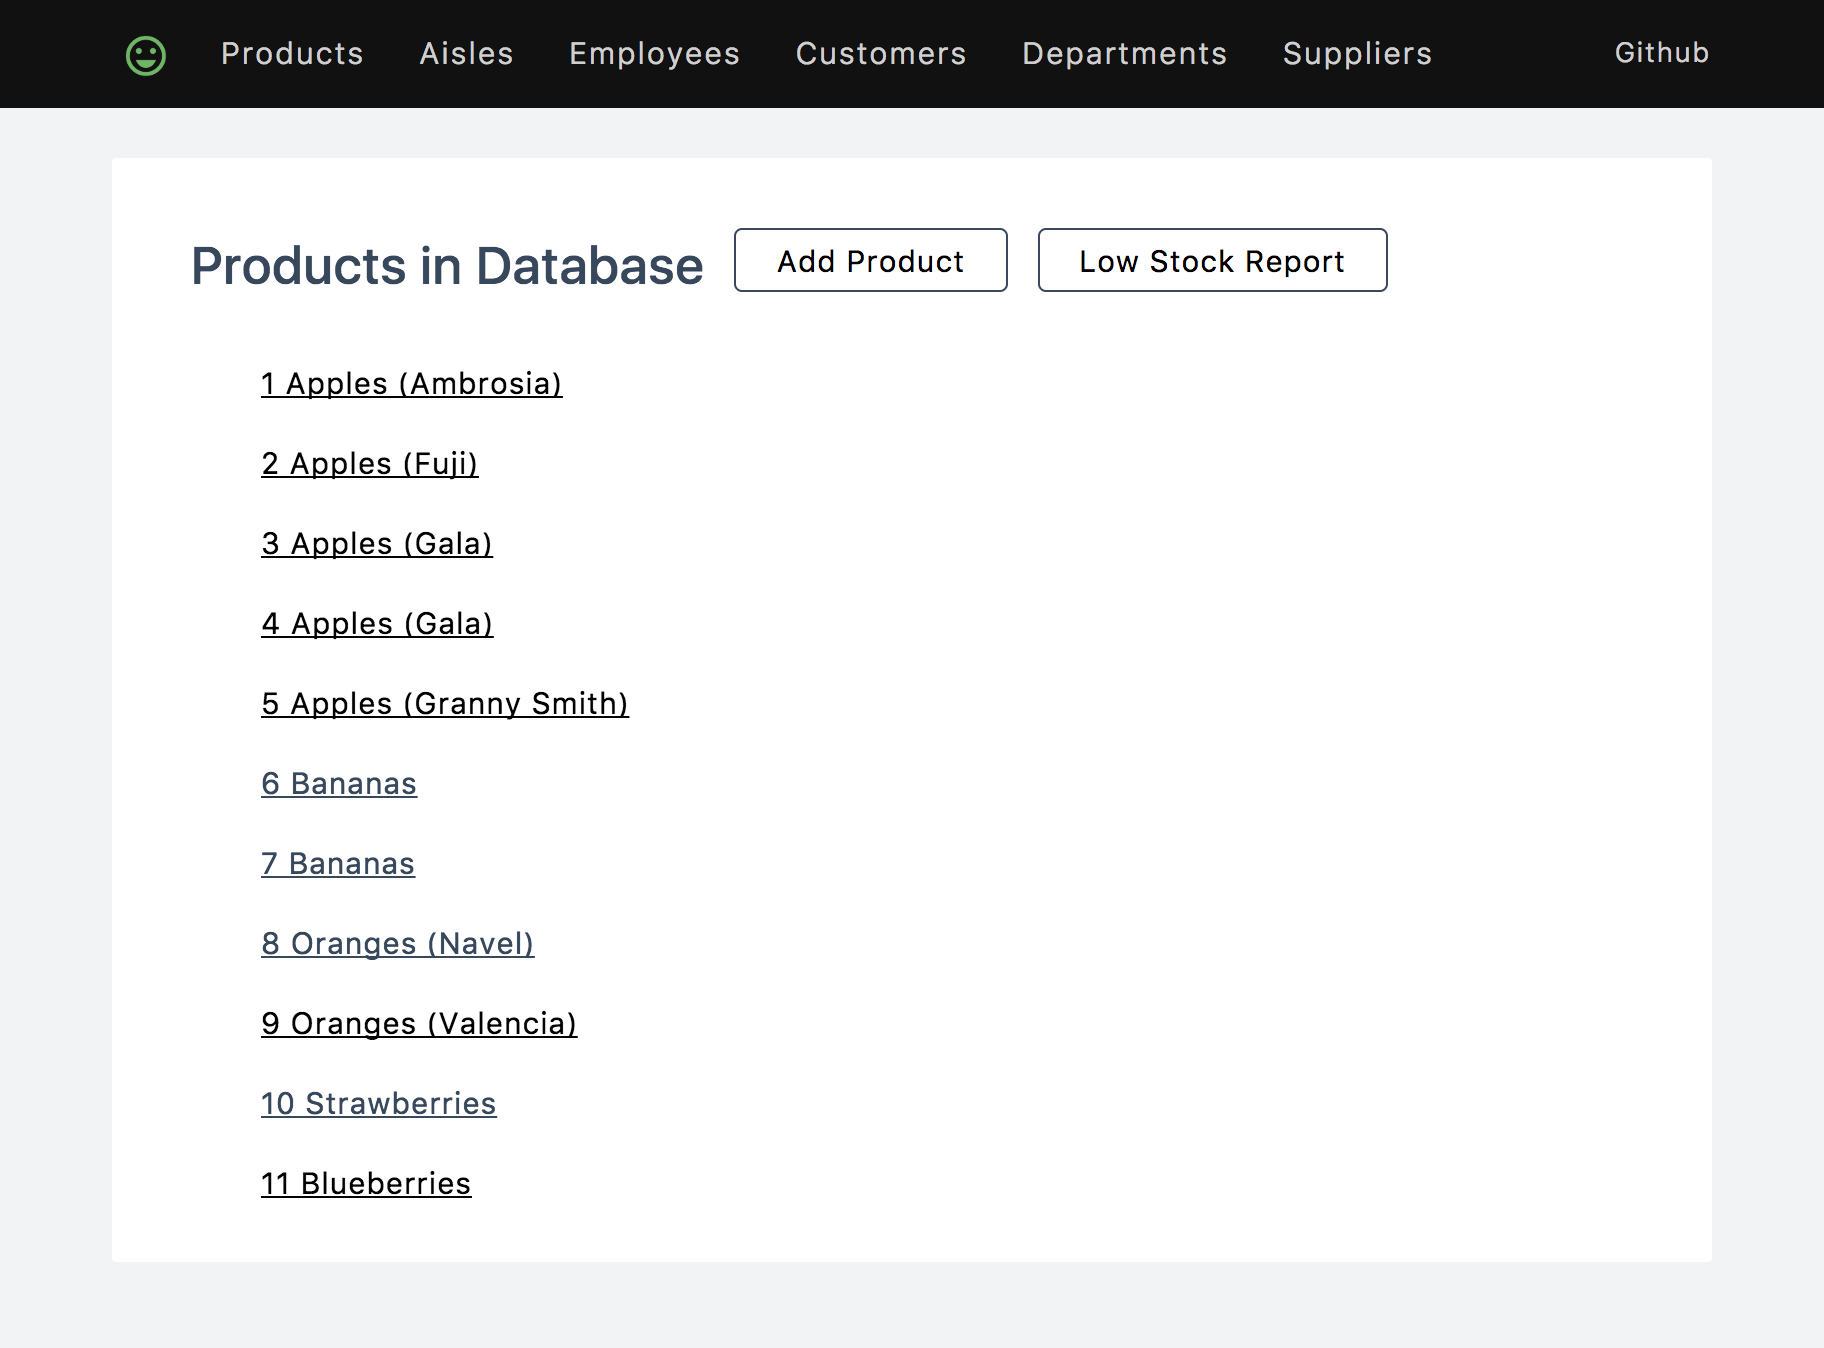 Products Aisles Employees Customers Departments Suppliers Github
Products in Database Add Product Low Stock Report
1 Apples (Ambrosia)
2 Apples (Fuji)
3 Apples (Gala)
4 Apples (Gala)
5 Apples (Granny Smith)
6 Bananas
7 Bananas
8 Oranges (Navel)
9 Oranges (Valencia)
10 Strawberries
11 Blueberries